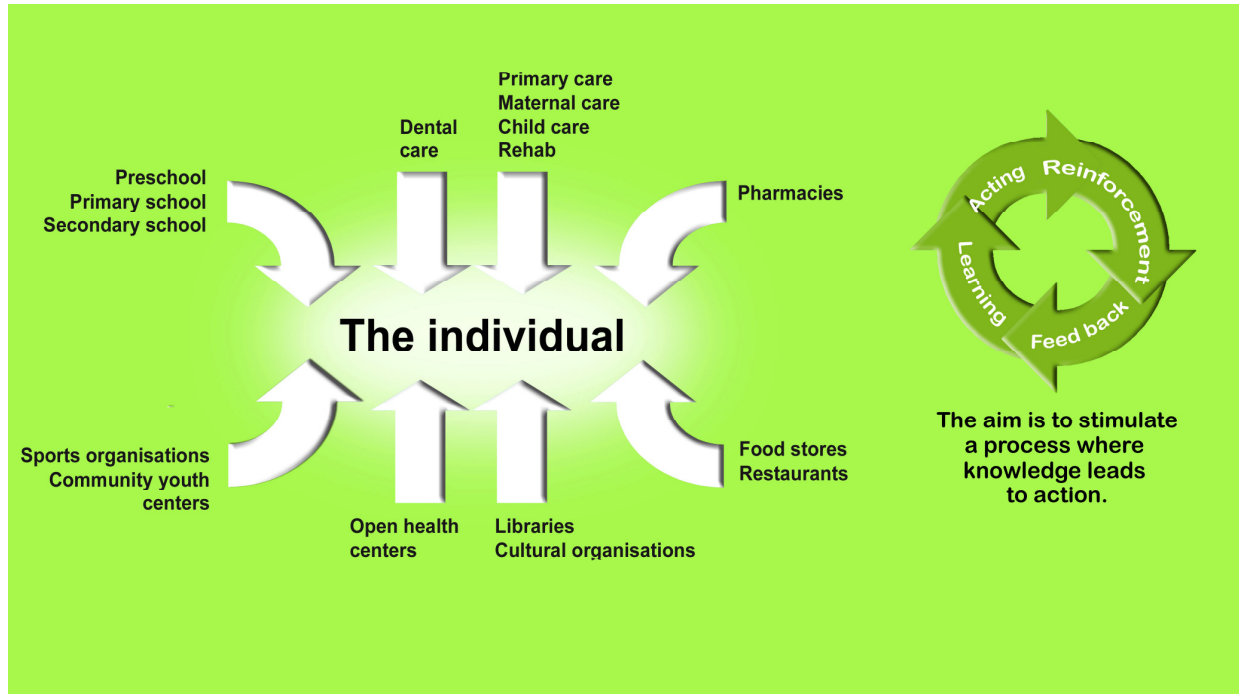 Primary care
Maternal care
Child care
Rehab
Dental
care
Preschool
Primary school
Secondary school
Pharmacies
The individual
Sports organisations
Community youth
centers
Open health
centers
Libraries
Cultural organisations
Food stores
Restaurants
Acting
Reinforcement
Learning
Feed back
The aim is to stimulate
a process where
knowledge leads
to action.